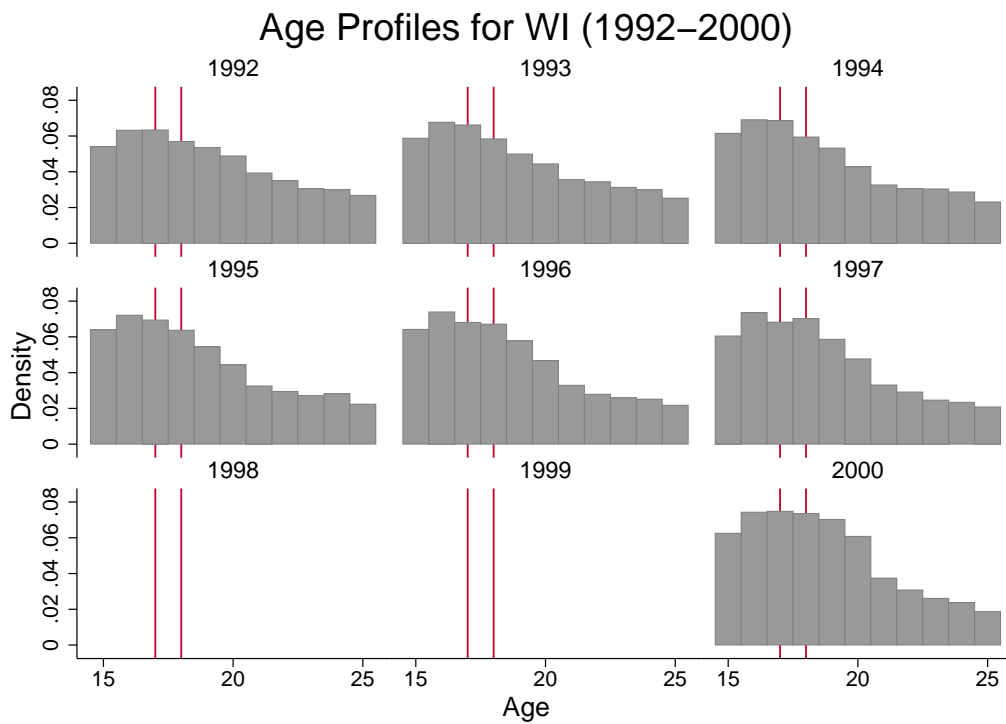 Age Profiles for WI (1992–2000)
1992 1993 1994
0 .02 .04 .06 .08
1995 1996 1997
0 .02 .04 .06 .08
Density
1998 1999 2000
0 .02 .04 .06 .08
15 20 25 15 20 25 15 20 25
Age